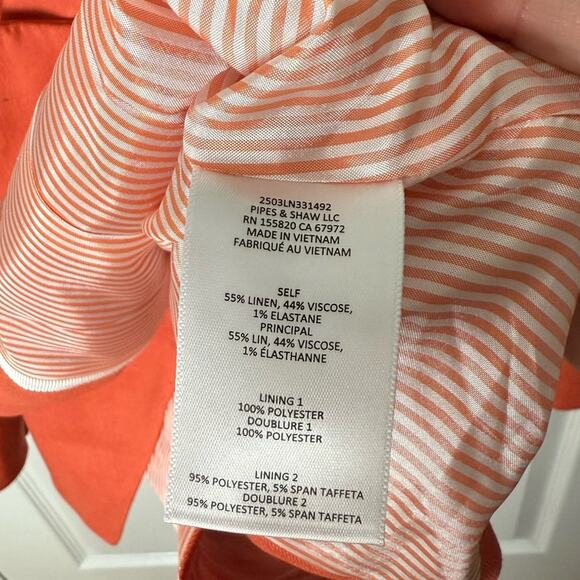 2503LN331492
PIPES & SHAW LLC
RN 155820 CA 67972
MADE IN VIETNAM
FABRIQUÉ AU VIETNAM
SELF
55% LINEN, 44% VISCOSE,
1% ELASTANE
PRINCIPAL
55% LIN, 44% VISCOSE,
1% ÉLASTHANNE
LINING 1
100% POLYESTER
DOUBLURE 1
100% POLYESTER
LINING 2
95% POLYESTER, 5% SPAN TAFFETA
DOUBLURE 2
95% POLYESTER, 5% SPAN TAFFETA